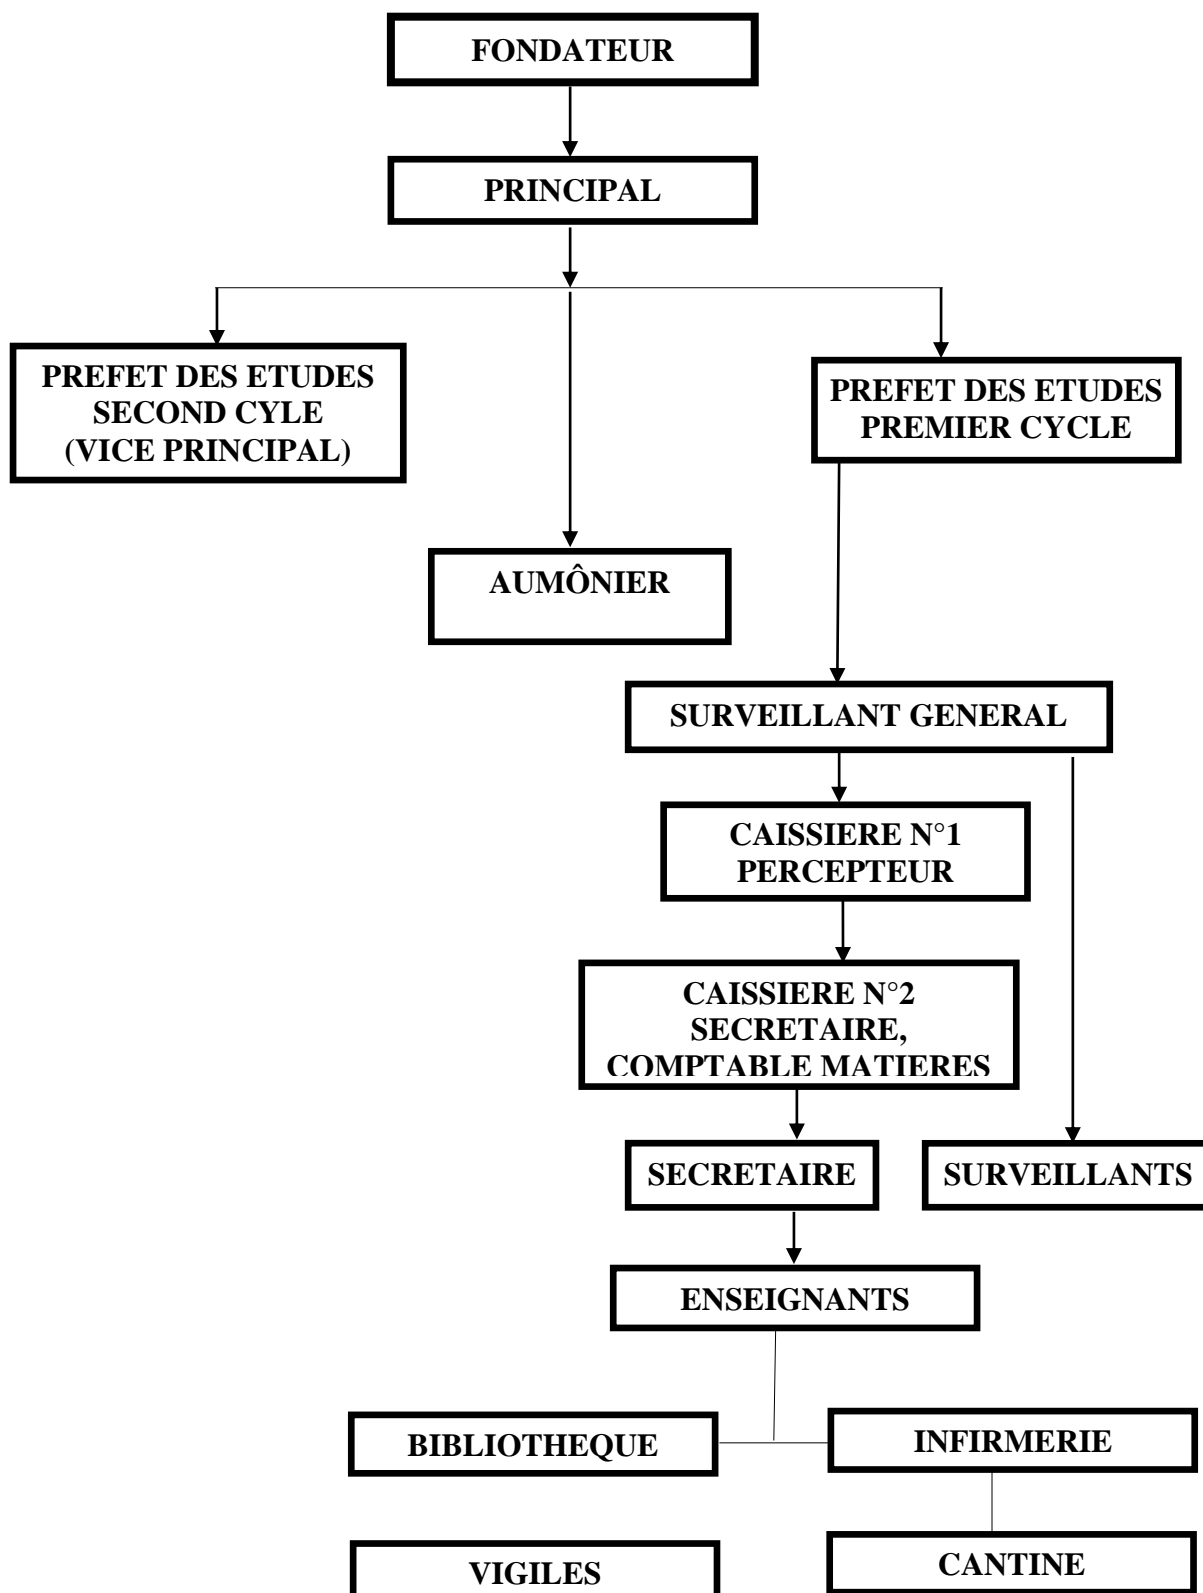 FONDATEUR
PRINCIPAL
PREFET DES ETUDES
SECOND CYLE
(VICE PRINCIPAL)
PREFET DES ETUDES
PREMIER CYCLE
AUMÔNIER
SURVEILLANT GENERAL
CAISSIERE N°1
PERCEPTEUR
CAISSIERE N°2
SECRETAIRE,
COMPTABLE MATIERES
SECRETAIRE
SURVEILLANTS
ENSEIGNANTS
BIBLIOTHEQUE
INFIRMERIE
VIGILES
CANTINE